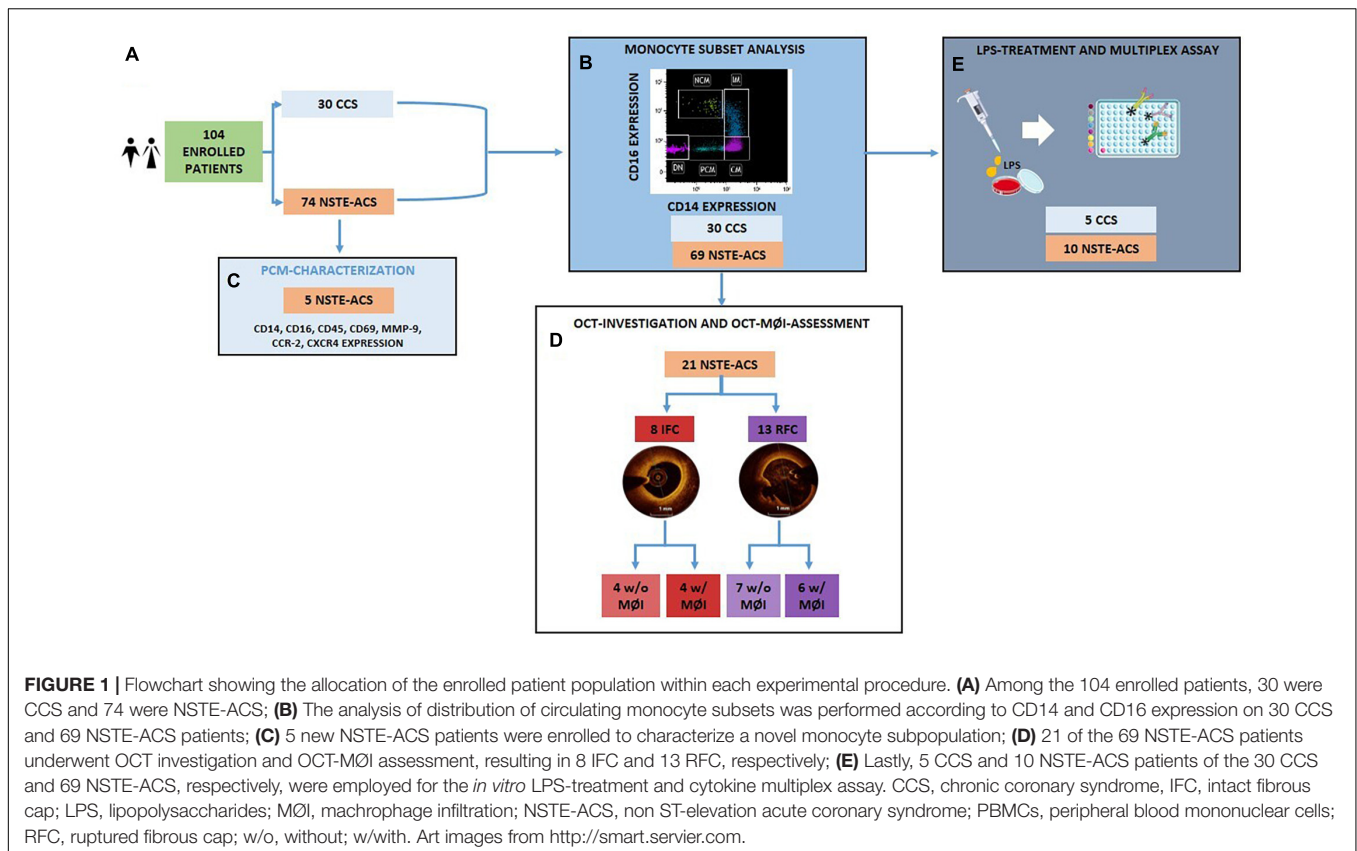 A
104
ENROLLED
PATIENTS
30 CCS
74 NSTE-ACS
B
MONOCYTE SUBSET ANALYSIS
CD16 EXPRESSION
NCM
IM
DN
PCM
CM
CD14 EXPRESSION
30 CCS
69 NSTE-ACS
C
PCM-CHARACTERIZATION
5 NSTE-ACS
CD14, CD16, CD45, CD69, MMP-9,
CCR-2, CXCR4 EXPRESSION
D
OCT-INVESTIGATION AND OCT-MØI-ASSESSMENT
21 NSTE-ACS
8 IFC
13 RFC
1 mm
1 mm
4 w/o
MØI
4 w/
MØI
7 w/o
MØI
6 w/
MØI
E
LPS-TREATMENT AND MULTIPLEX ASSAY
LPS
5 CCS
10 NSTE-ACS
FIGURE 1 | Flowchart showing the allocation of the enrolled patient population within each experimental procedure. (A) Among the 104 enrolled patients, 30 were
CCS and 74 were NSTE-ACS; (B) The analysis of distribution of circulating monocyte subsets was performed according to CD14 and CD16 expression on 30 CCS
and 69 NSTE-ACS patients; (C) 5 new NSTE-ACS patients were enrolled to characterize a novel monocyte subpopulation; (D) 21 of the 69 NSTE-ACS patients
underwent OCT investigation and OCT-MØI assessment, resulting in 8 IFC and 13 RFC, respectively; (E) Lastly, 5 CCS and 10 NSTE-ACS patients of the 30 CCS
and 69 NSTE-ACS, respectively, were employed for the in vitro LPS-treatment and cytokine multiplex assay. CCS, chronic coronary syndrome, IFC, intact fibrous
cap; LPS, lipopolysaccharides; MØI, machrophage infiltration; NSTE-ACS, non ST-elevation acute coronary syndrome; PBMCs, peripheral blood mononuclear cells;
RFC, ruptured fibrous cap; w/o, without; w/with. Art images from http://smart.servier.com.